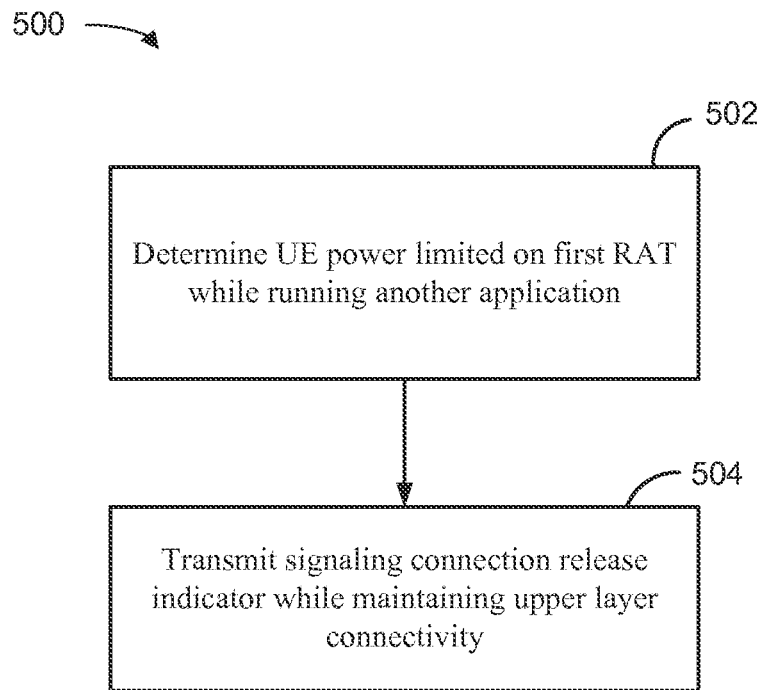 500
502
Determine UE power limited on first RAT
while running another application
504
Transmit signaling connection release
indicator while maintaining upper layer
connectivity